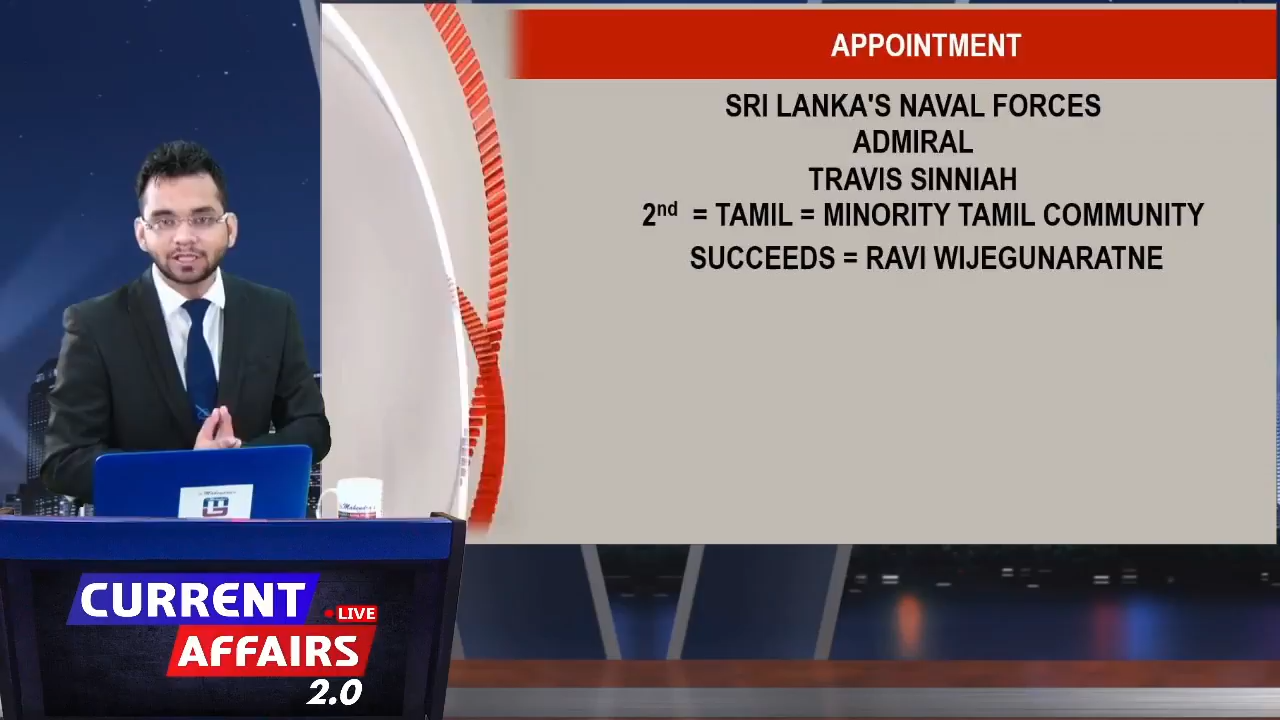 APPOINTMENT
SRI LANKA'S NAVAL FORCES
ADMIRAL
TRAVIS SINNIAH
2nd = TAMIL = MINORITY TAMIL COMMUNITY
SUCCEEDS = RAVI WIJEGUNARATNE
Mahendra's
CURRENT
LIVE
AFFAIRS
2.0